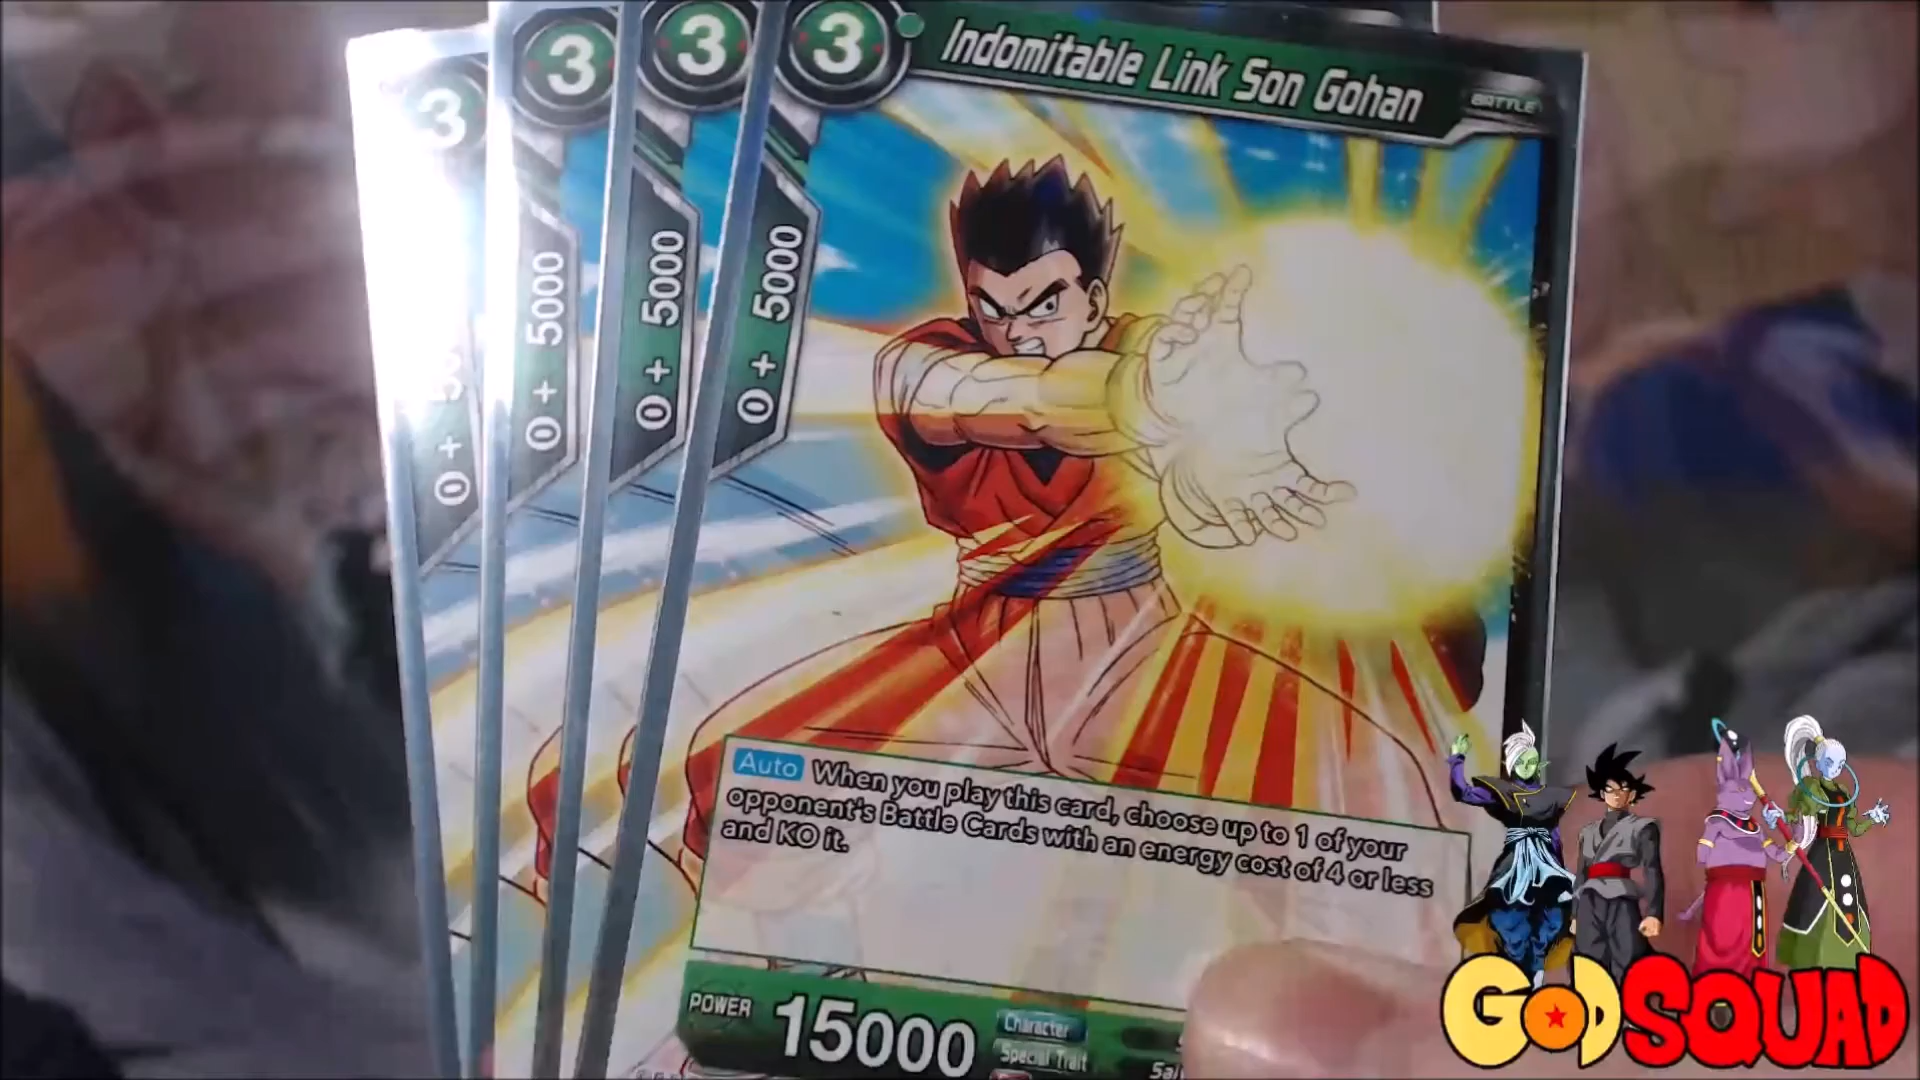 3 3 3 3
Indomitable Link Son Gohan
BATTLE
0 + 5000
0 + 5000
0 + 5000
0 +
Auto When you play this card, choose up to 1 of your
opponent's Battle Cards with an energy cost of 4 or less
and KO it.
POWER 15000
Character
Special Trait
GODSQUAD